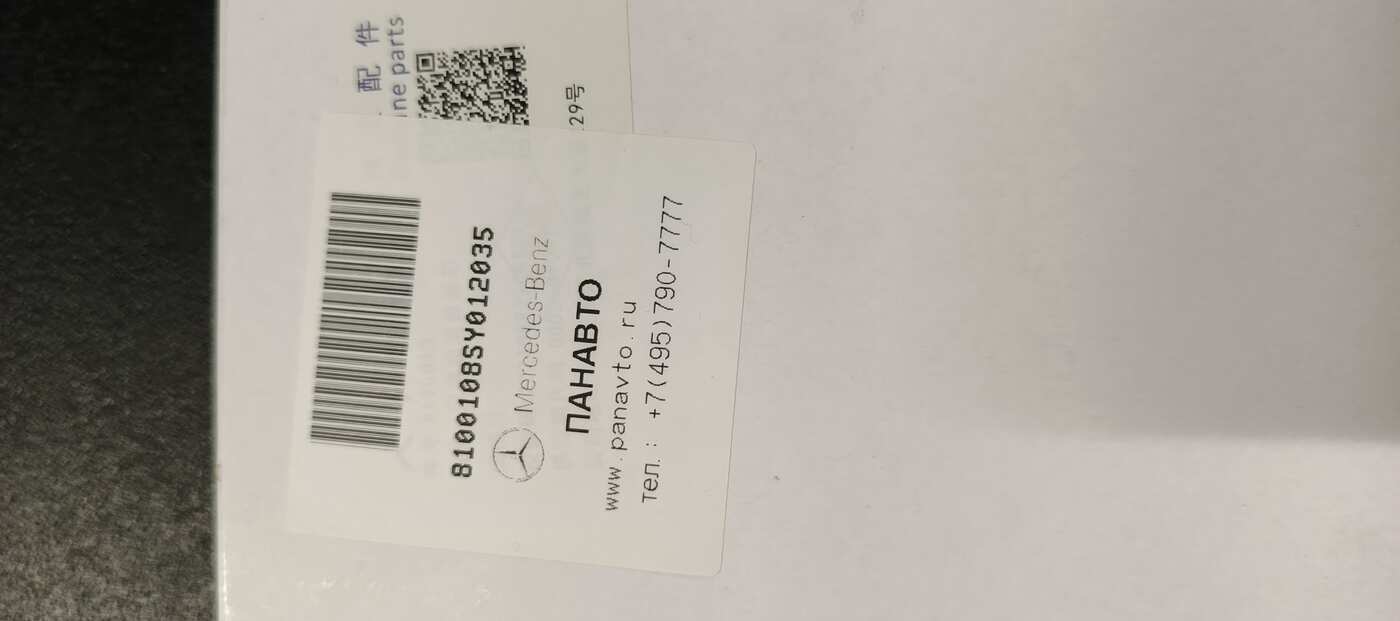 配件
ne parts
29号
8100108SY012035
Mercedes-Benz
ПАНАВТО
www.panavto.ru
тел.: +7(495)790-7777